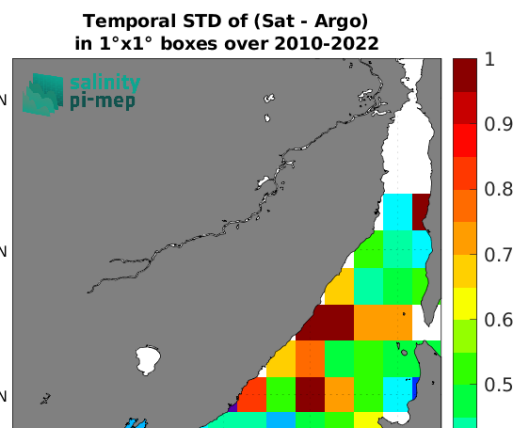 Temporal STD of (Sat - Argo)
in 1°x1° boxes over 2010-2022
salinity
pi-mep
N
N
N
1
0.9
0.8
0.7
0.6
0.5